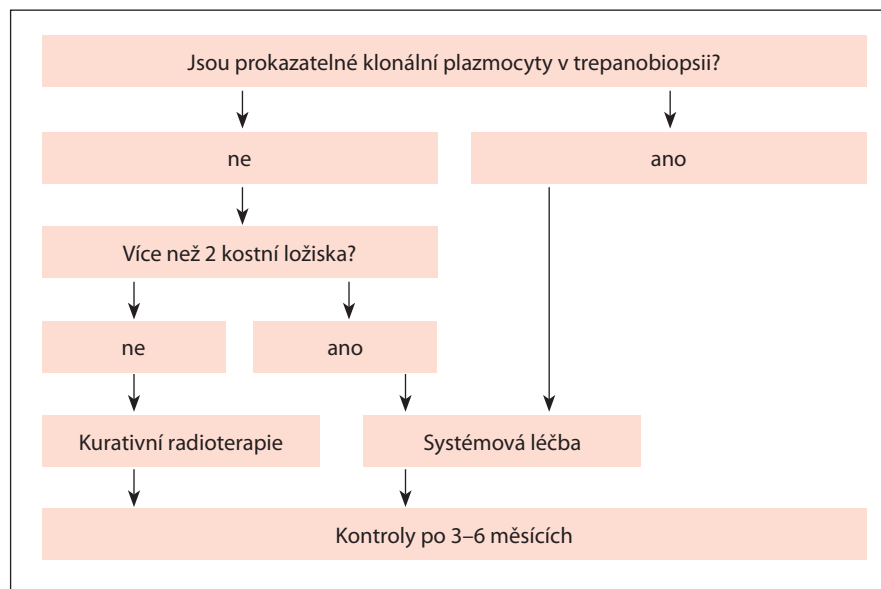 Jsou prokazatelné klonální plazmocyty v trepanobiopsii?
ne
ano
Více než 2 kostní ložiska?
ne
ano
Kurativní radioterapie
Systémová léčba
Kontroly po 3–6 měsících